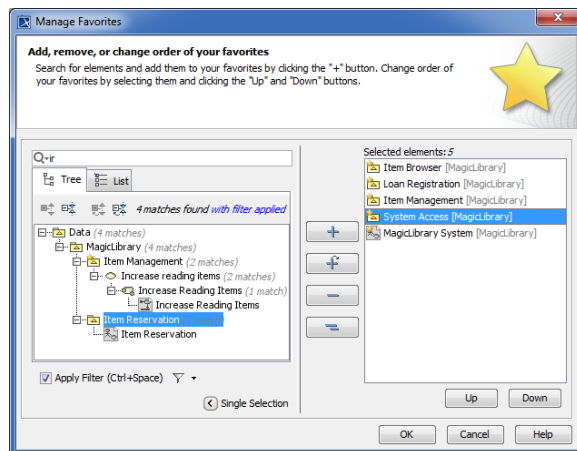 Manage Favorites
Add, remove, or change order of your favorites
Search for elements and add them to your favorites by clicking the "+" button. Change order of
your favorites by selecting them and clicking the "Up" and "Down" buttons.
ir
Tree
List
4 matches found with filter applied
Data (4 matches)
MagicLibrary (4 matches)
Item Management (2 matches)
Increase reading items (2 matches)
Increase Reading Items (1 match)
Increase Reading Items
Item Reservation
Item Reservation
Apply Filter (Ctrl+Space)
Single Selection
Selected elements: 5
Item Browser [MagicLibrary]
Loan Registration [MagicLibrary]
Item Management [MagicLibrary]
System Access [MagicLibrary]
MagicLibrary System [MagicLibrary]
Up
Down
OK
Cancel
Help